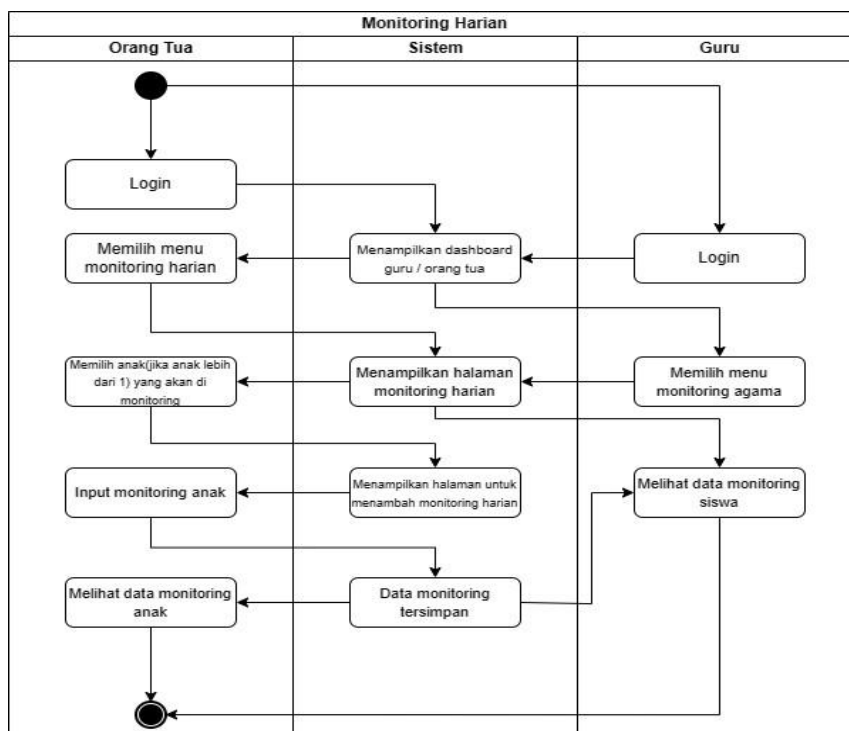 Monitoring Harian
Orang Tua
Sistem
Guru
Login
Memilih menu
monitoring harian
Menampilkan dashboard
guru / orang tua
Login
Memilih anak(jika anak lebih
dari 1) yang akan di
monitoring
Menampilkan halaman
monitoring harian
Memilih menu
monitoring agama
Input monitoring anak
Menampilkan halaman untuk
menambah monitoring harian
Melihat data monitoring
siswa
Melihat data monitoring
anak
Data monitoring
tersimpan